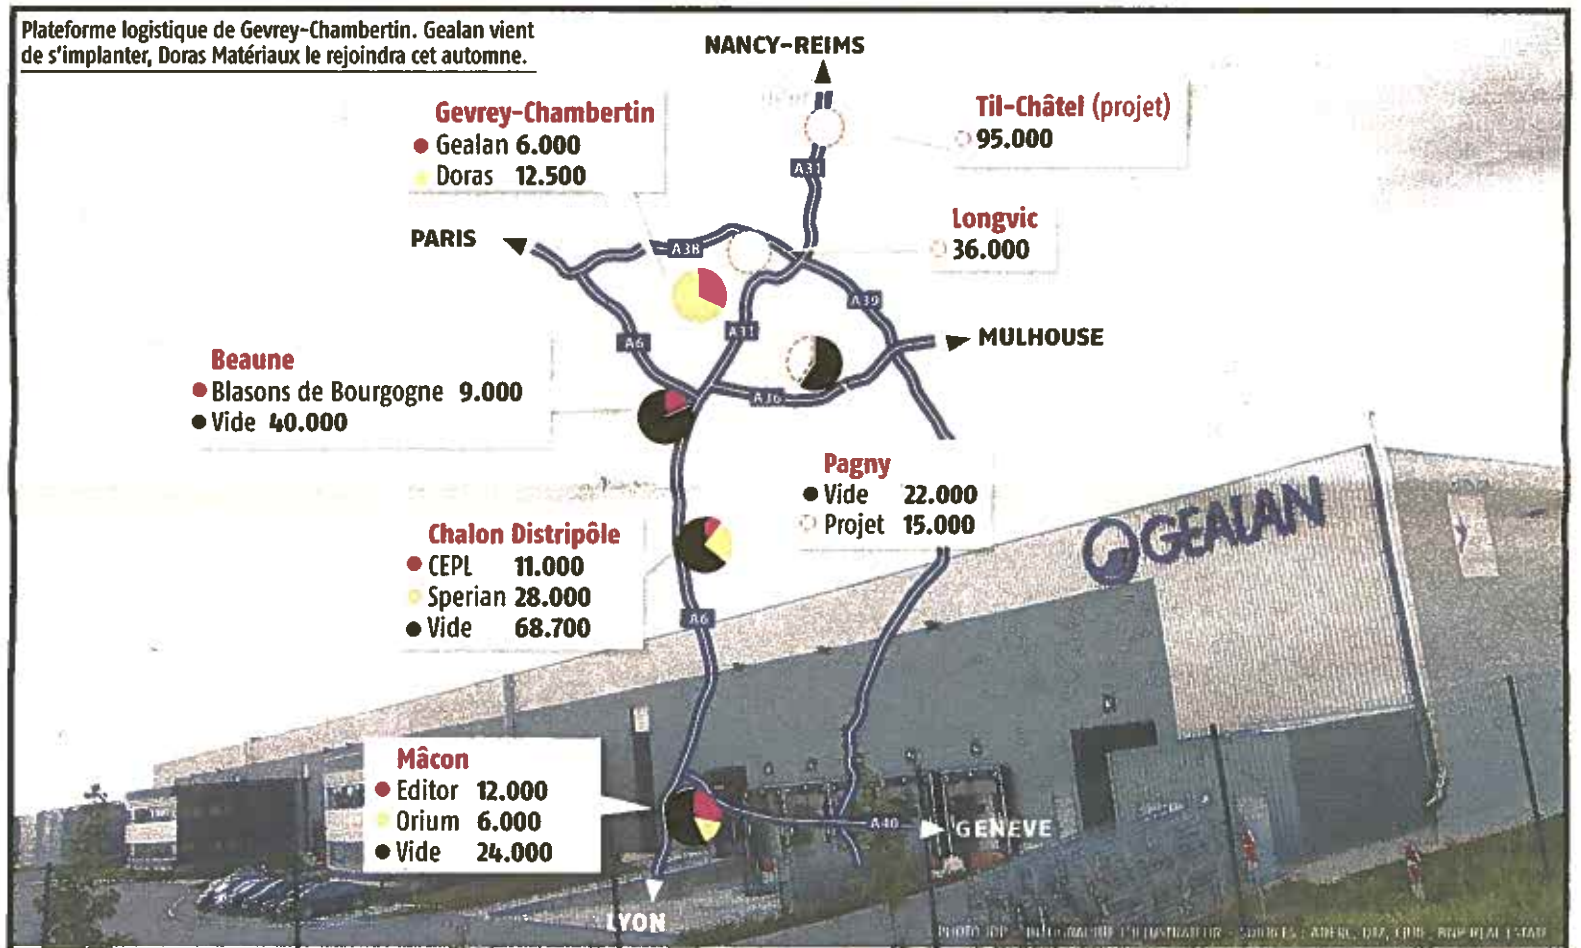 Plateforme logistique de Gevrey-Chambertin. Gealan vient
de s'implanter, Doras Matériaux le rejoindra cet automne.
NANCY-REIMS
Gevrey-Chambertin
Gealan 6.000
Doras 12.500
Til-Châtel (projet)
95.000
A31
Longvic
36.000
PARIS
A38
A39
A31
A6
MULHOUSE
Beaune
Blasons de Bourgogne 9.000
Vide 40.000
A36
Pagny
Vide 22.000
Projet 15.000
GEALAN
Chalon Distripôle
CEPL 11.000
Sperian 28.000
Vide 68.700
A6
Mâcon
Editor 12.000
Orium 6.000
Vide 24.000
A40
GENEVE
LYON